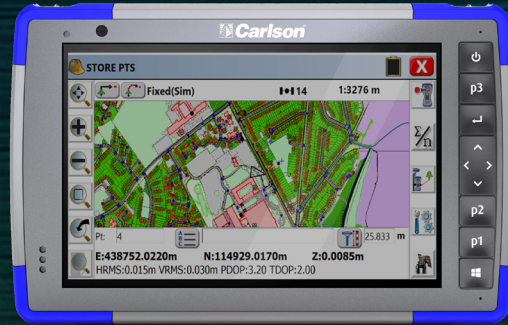 Carlson
STORE PTS
Fixed(Sim) 14 1:3276 m
p3
Σ/n
Pt: 4 25.833 m
p2
E:438752.0220m N:114929.0170m Z:0.0085m
HRMS:0.015m VRMS:0.030m PDOP:3.20 TDOP:2.00
p1